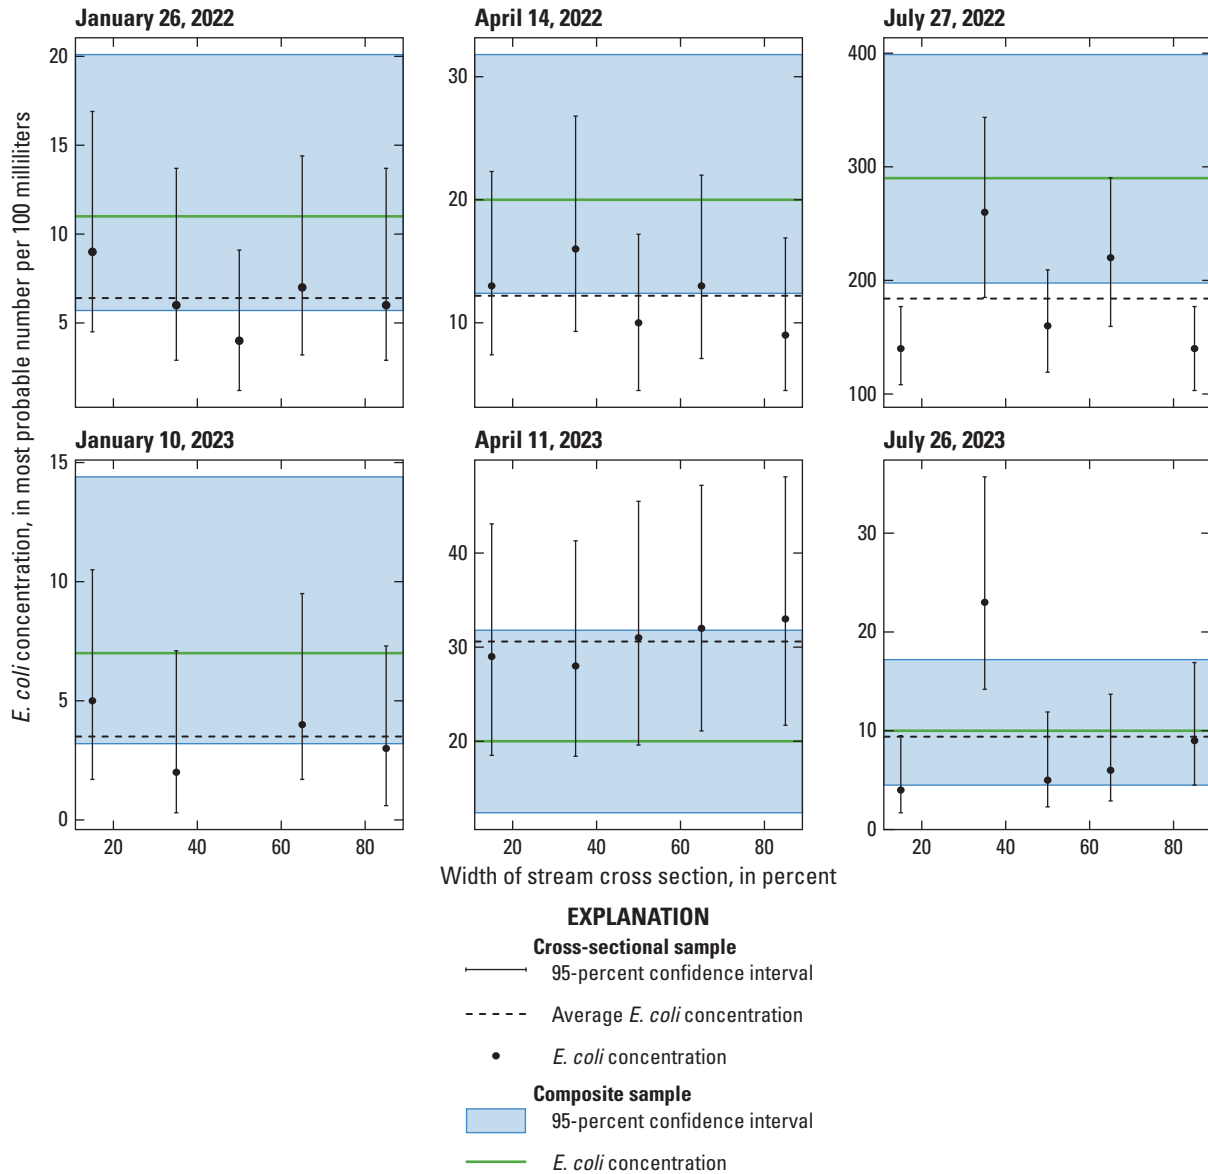 January 26, 2022
April 14, 2022
July 27, 2022
E. coli concentration, in most probable number per 100 milliliters
20
15
10
5
30
20
10
400
300
200
100
January 10, 2023
April 11, 2023
July 26, 2023
15
10
5
0
40
30
20
30
20
10
0
20 40 60 80
20 40 60 80
20 40 60 80
Width of stream cross section, in percent
EXPLANATION
Cross-sectional sample
95-percent confidence interval
Average E. coli concentration
E. coli concentration
Composite sample
95-percent confidence interval
E. coli concentration